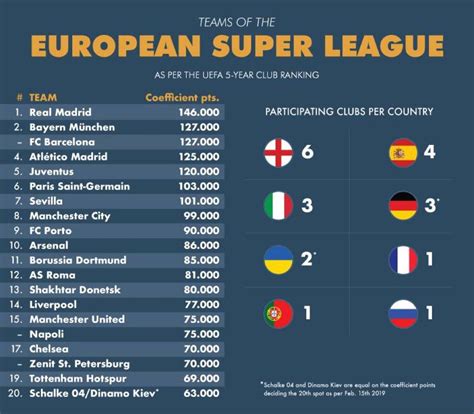 TEAMS OF THE
EUROPEAN SUPER LEAGUE
AS PER THE UEFA 5-YEAR CLUB RANKING
# TEAM Coefficient pts.
1. Real Madrid 146.000
2. Bayern München 127.000
– FC Barcelona 127.000
4. Atlético Madrid 125.000
5. Juventus 120.000
6. Paris Saint-Germain 103.000
7. Sevilla 101.000
8. Manchester City 99.000
9. FC Porto 90.000
10. Arsenal 86.000
11. Borussia Dortmund 85.000
12. AS Roma 81.000
13. Shakhtar Donetsk 80.000
14. Liverpool 77.000
15. Manchester United 75.000
– Napoli 75.000
17. Chelsea 70.000
– Zenit St. Petersburg 70.000
19. Tottenham Hotspur 69.000
20. Schalke 04/Dinamo Kiev* 63.000
PARTICIPATING CLUBS PER COUNTRY
6 4
3 3*
2* 1
1 1
*Schalke 04 and Dinamo Kiev are equal on the coefficient points
deciding the 20th spot as per Feb. 15th 2019